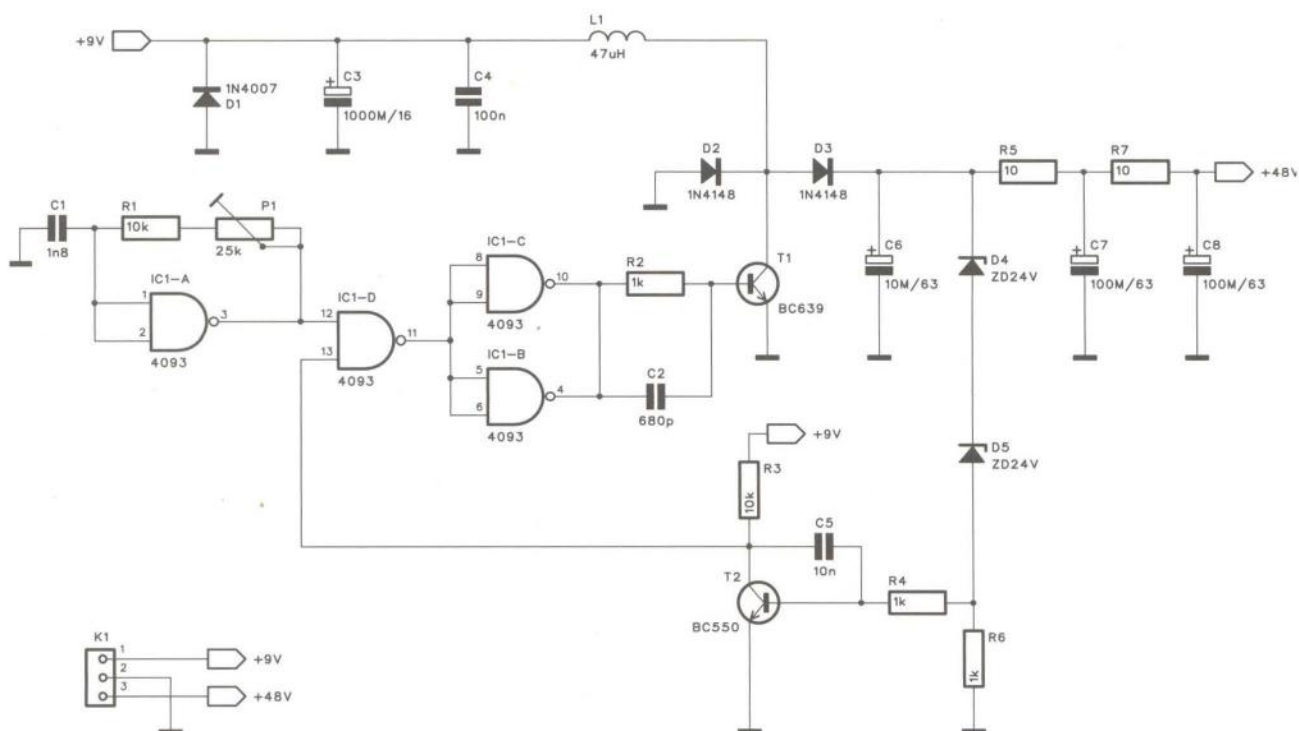 +9V
L1
47uH
1N4007
D1
C3
+
1000M/16
C4
100n
D2
1N4148
D3
1N4148
R5
10
R7
10
+48V
C1
1n8
R1
10k
P1
25k
IC1-A
1
2
3
4093
IC1-D
12
13
11
4093
IC1-C
8
9
10
4093
IC1-B
5
6
4
4093
R2
1k
C2
680p
T1
BC639
+
C6
10M/63
D4
ZD24V
+
C7
100M/63
+
C8
100M/63
D5
ZD24V
+9V
R3
10k
C5
10n
T2
BC550
R4
1k
R6
1k
K1
1
2
3
+9V
+48V